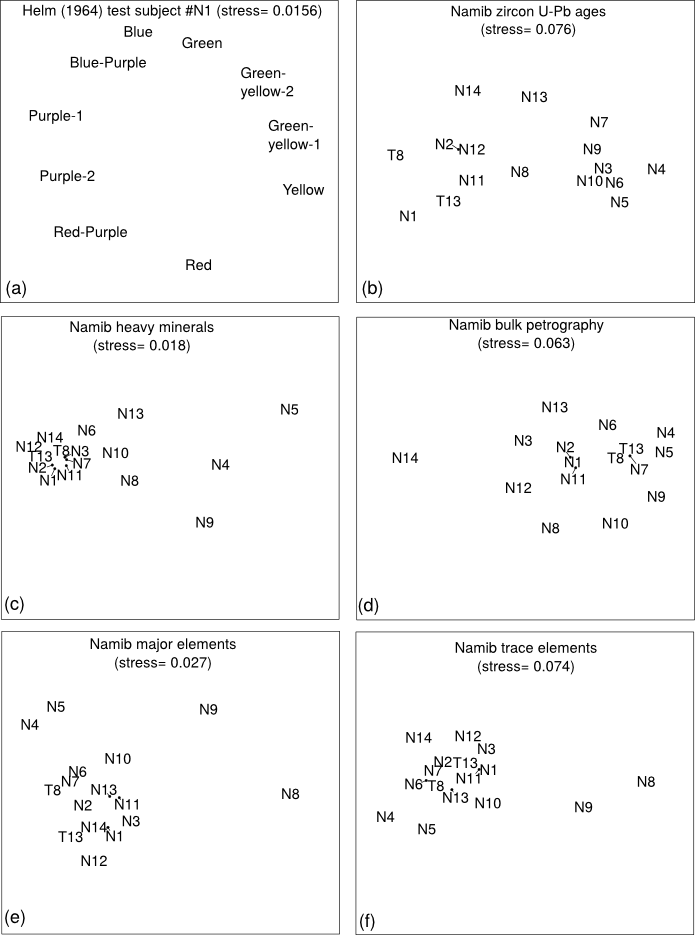 Helm (1964) test subject #N1 (stress= 0.0156)
Blue
Green
Blue-Purple
Green-
yellow-2
Purple-1
Green-
yellow-1
Purple-2
Yellow
Red-Purple
Red
(a)
Namib zircon U-Pb ages
(stress= 0.076)
N14
N13
N7
N2
N12
N9
T8
N3
N4
N8
N11
N10
N6
T13
N5
N1
(b)
Namib heavy minerals
(stress= 0.018)
N5
N13
N6
N14
N12
T8
N3
N10
T13
N7
N4
N2
N11
N1
N8
N9
(c)
Namib bulk petrography
(stress= 0.063)
N13
N6
N4
N3
N2
T13
N5
N14
T8
N1
N7
N11
N12
N9
N10
N8
(d)
Namib major elements
(stress= 0.027)
N5
N9
N4
N10
N6
N7
T8
N13
N8
N2
N11
N3
N14
T13
N1
N12
(e)
Namib trace elements
(stress= 0.074)
N14
N12
N3
N2
T13
N7
N1
N11
N6
T8
N8
N13
N10
N9
N4
N5
(f)